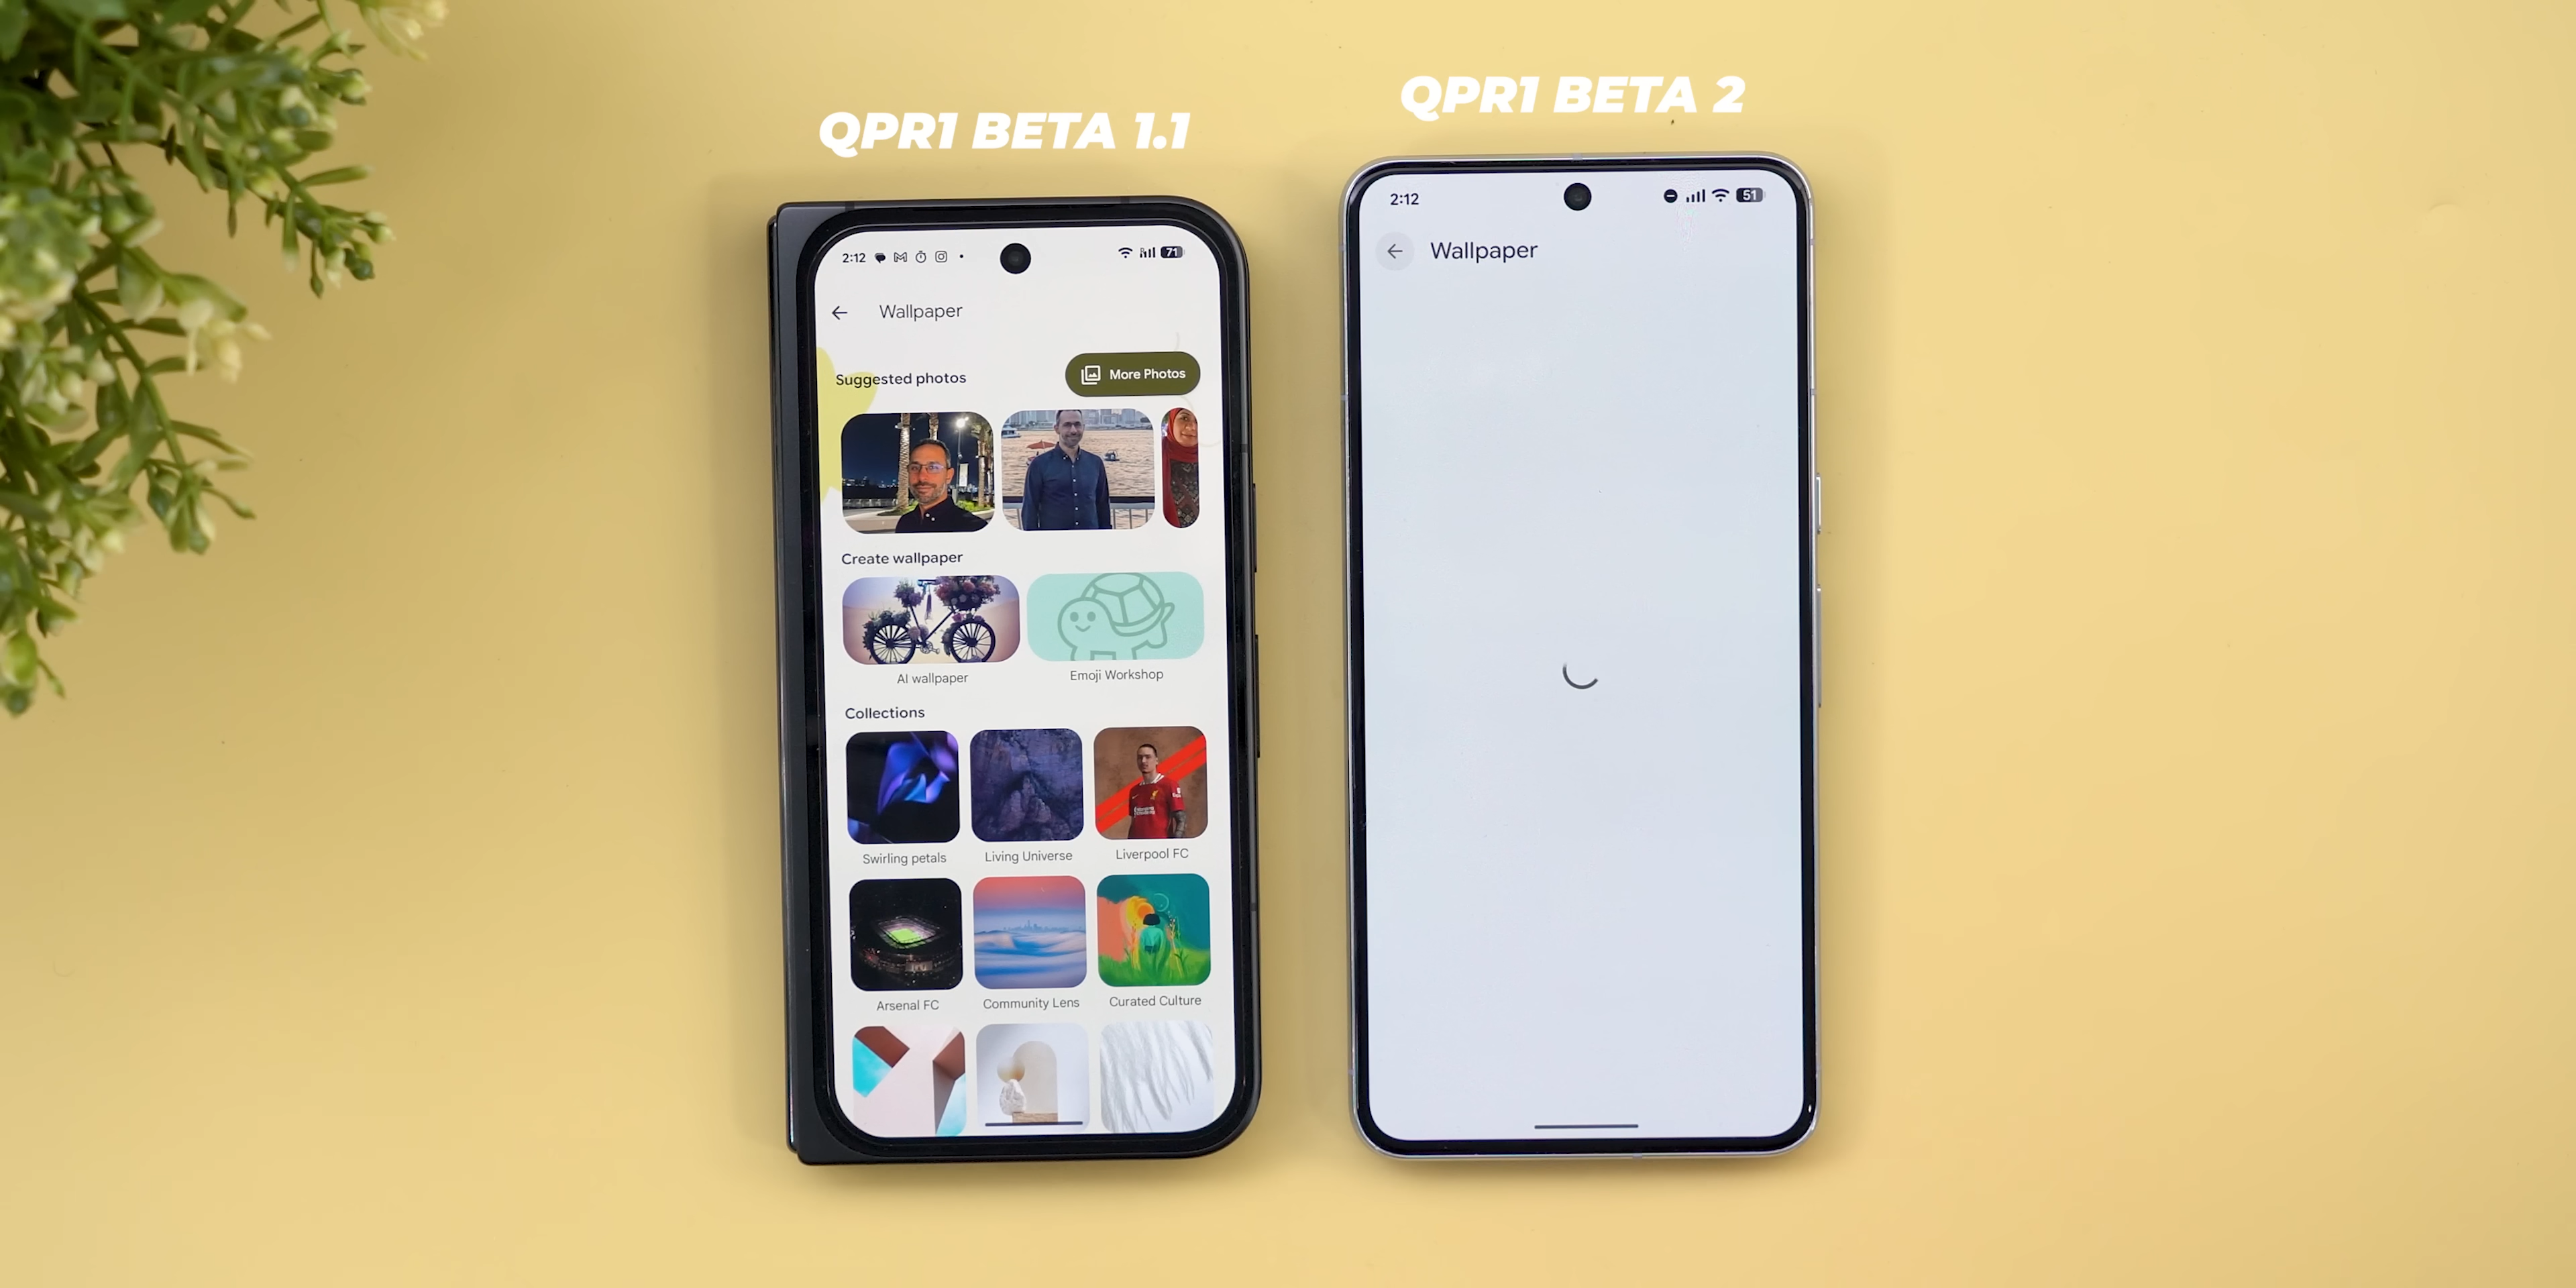 QPR1 BETA 1.1
2:12
71
Wallpaper
Suggested photos
More Photos
Create wallpaper
AI wallpaper
Emoji Workshop
Collections
Swirling petals
Living Universe
Liverpool FC
Arsenal FC
Community Lens
Curated Culture
QPR1 BETA 2
2:12
51
Wallpaper